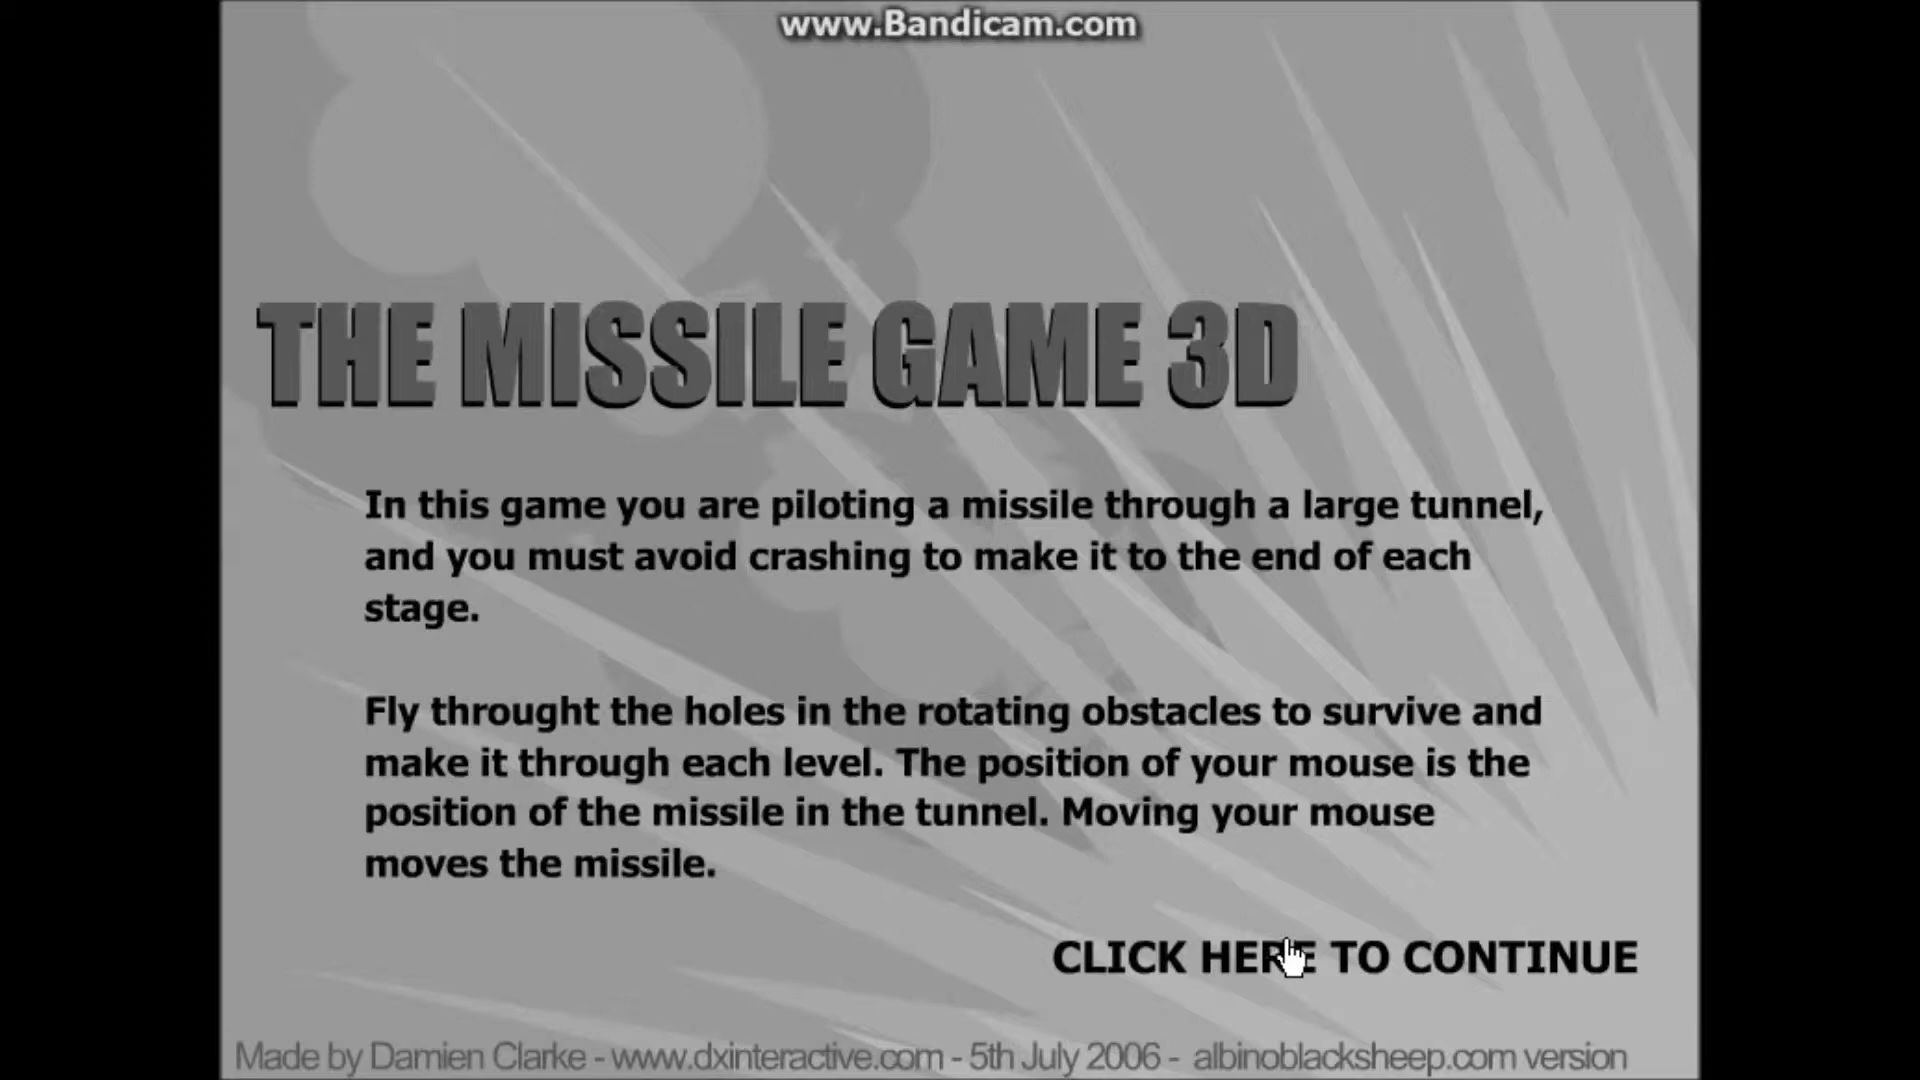 www.Bandicam.com
THE MISSILE GAME 3D
In this game you are piloting a missile through a large tunnel,
and you must avoid crashing to make it to the end of each
stage.
Fly throught the holes in the rotating obstacles to survive and
make it through each level. The position of your mouse is the
position of the missile in the tunnel. Moving your mouse
moves the missile.
CLICK HERE TO CONTINUE
Made by Damien Clarke - www.dxinteractive.com - 5th July 2006 - albinoblacksheep.com version